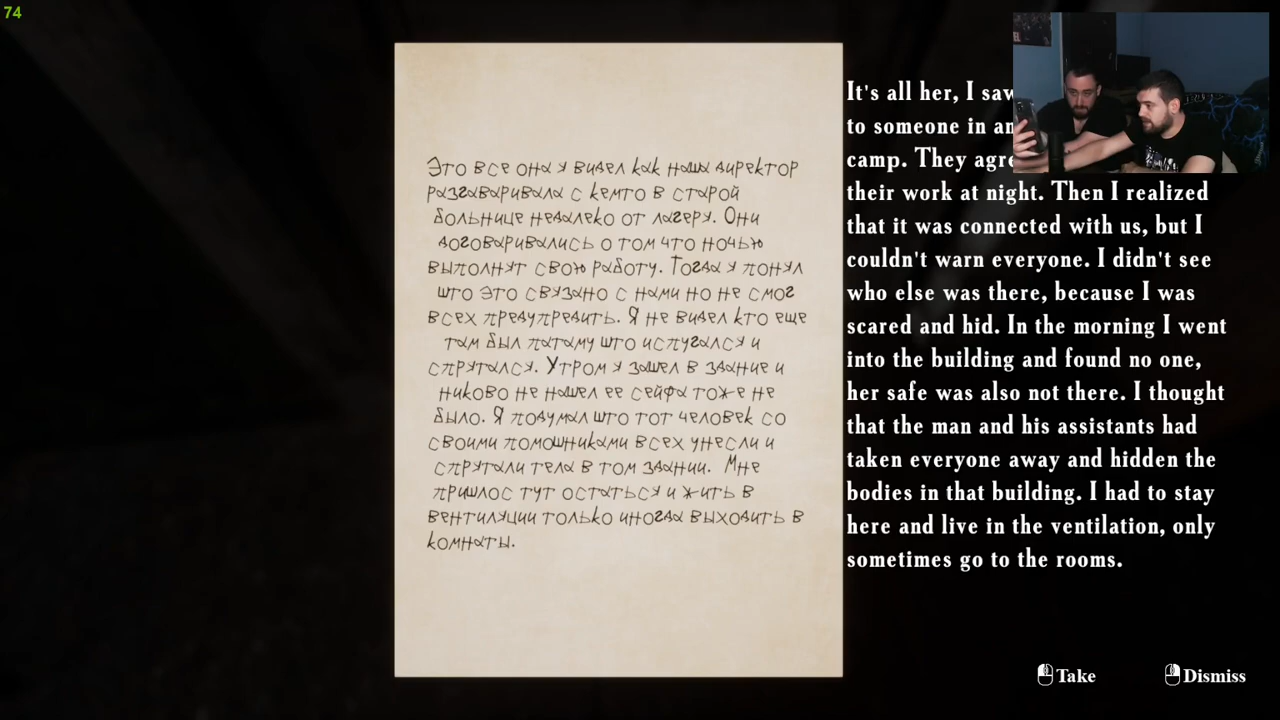 74
Это все она я видел как наша директор
разгаваривала с кемто в старой
больнице недалеко от лагеря. Они
договаривались о том что ночью
выполнят свою работу. Тогда я понял
што это связано с нами но не смог
всех предупредить. Я не видел кто еще
там был патаму што испугался и
спрятался. Утром я зашел в здание и
никово не нашел ее сейфа тоже не
было. Я подумал што тот человек со
своими помошниками всех унесли и
спрятали тела в том здании. Мне
пришлос тут остаться и жить в
вентиляции только иногда выходить в
комнаты.
It's all her, I saw
to someone in an
camp. They agre
their work at night. Then I realized
that it was connected with us, but I
couldn't warn everyone. I didn't see
who else was there, because I was
scared and hid. In the morning I went
into the building and found no one,
her safe was also not there. I thought
that the man and his assistants had
taken everyone away and hidden the
bodies in that building. I had to stay
here and live in the ventilation, only
sometimes go to the rooms.
Take Dismiss